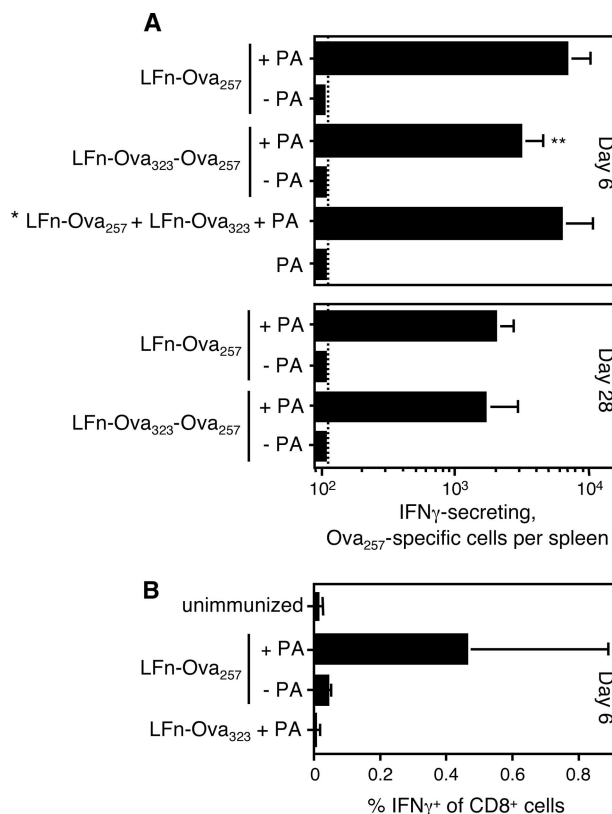 A
LFn-Ova257
+ PA
- PA
LFn-Ova323-Ova257
+ PA
- PA
* LFn-Ova257 + LFn-Ova323 + PA
PA
**
Day 6
LFn-Ova257
+ PA
- PA
LFn-Ova323-Ova257
+ PA
- PA
Day 28
10² 10³ 10⁴
IFNγ-secreting,
Ova257-specific cells per spleen
B
unimmunized
LFn-Ova257
+ PA
- PA
LFn-Ova323 + PA
Day 6
0 0.2 0.4 0.6 0.8
% IFNγ⁺ of CD8⁺ cells